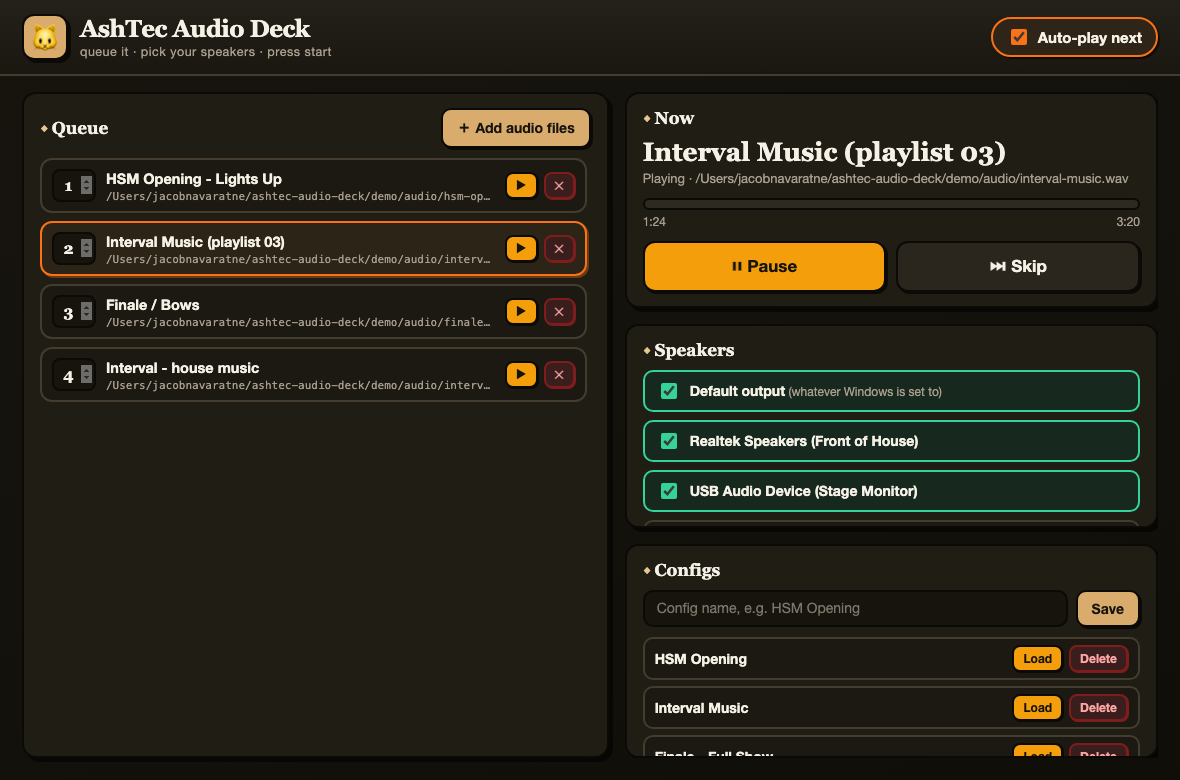 AshTec Audio Deck
queue it · pick your speakers · press start
Auto-play next
Queue
+ Add audio files
1
HSM Opening - Lights Up
/Users/jacobnavaratne/ashtec-audio-deck/demo/audio/hsm-op…
2
Interval Music (playlist 03)
/Users/jacobnavaratne/ashtec-audio-deck/demo/audio/interv…
3
Finale / Bows
/Users/jacobnavaratne/ashtec-audio-deck/demo/audio/finale…
4
Interval - house music
/Users/jacobnavaratne/ashtec-audio-deck/demo/audio/interv…
Now
Interval Music (playlist 03)
Playing · /Users/jacobnavaratne/ashtec-audio-deck/demo/audio/interval-music.wav
1:24 3:20
Pause
Skip
Speakers
Default output (whatever Windows is set to)
Realtek Speakers (Front of House)
USB Audio Device (Stage Monitor)
Configs
Config name, e.g. HSM Opening
Save
HSM Opening
Load Delete
Interval Music
Load Delete
Finale - Full Show
Load Delete